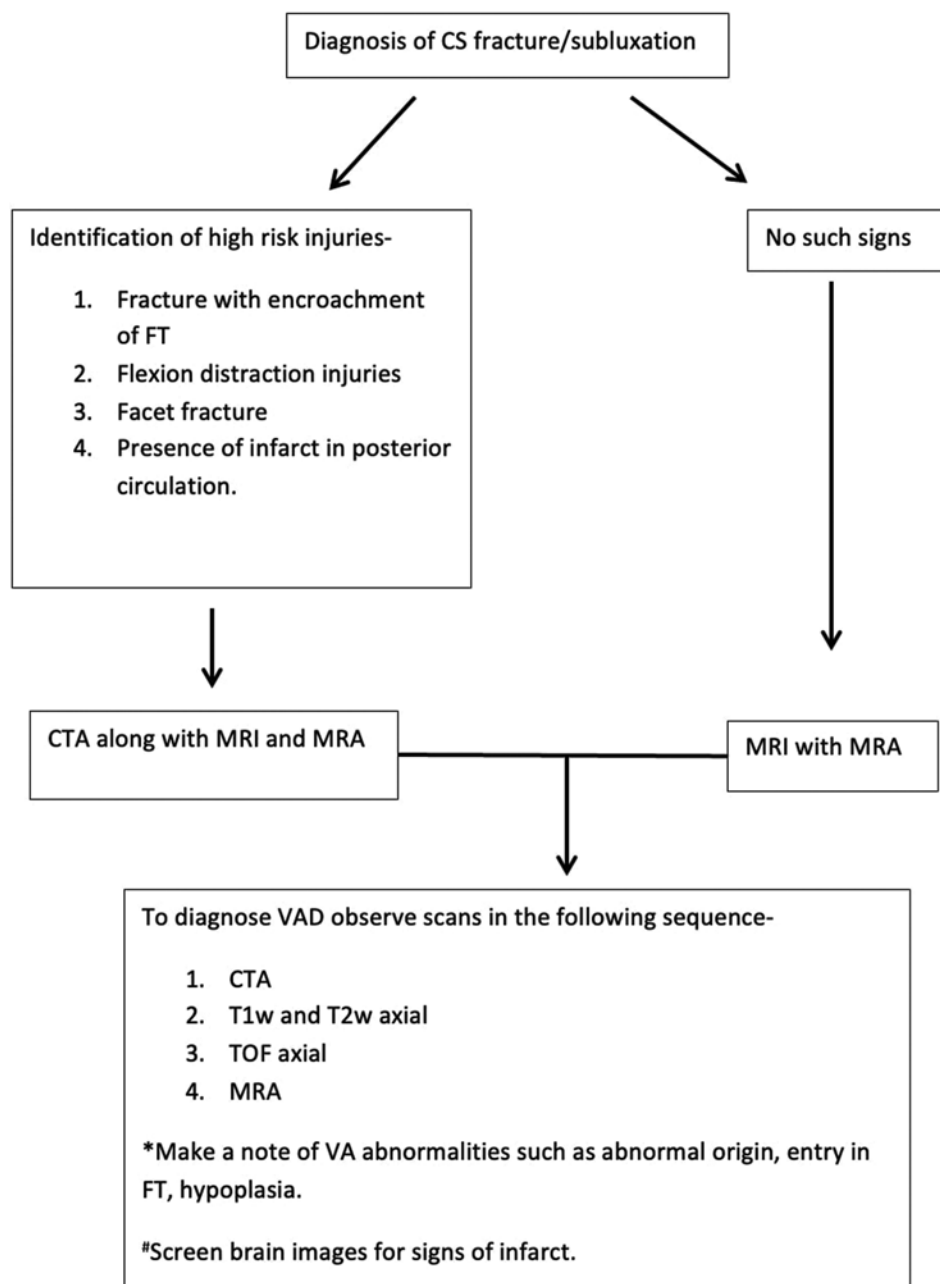 Diagnosis of CS fracture/subluxation
Identification of high risk injuries-
1. Fracture with encroachment
of FT
2. Flexion distraction injuries
3. Facet fracture
4. Presence of infarct in posterior
circulation.
No such signs
CTA along with MRI and MRA
MRI with MRA
To diagnose VAD observe scans in the following sequence-
1. CTA
2. T1w and T2w axial
3. TOF axial
4. MRA
*Make a note of VA abnormalities such as abnormal origin, entry in
FT, hypoplasia.
#Screen brain images for signs of infarct.